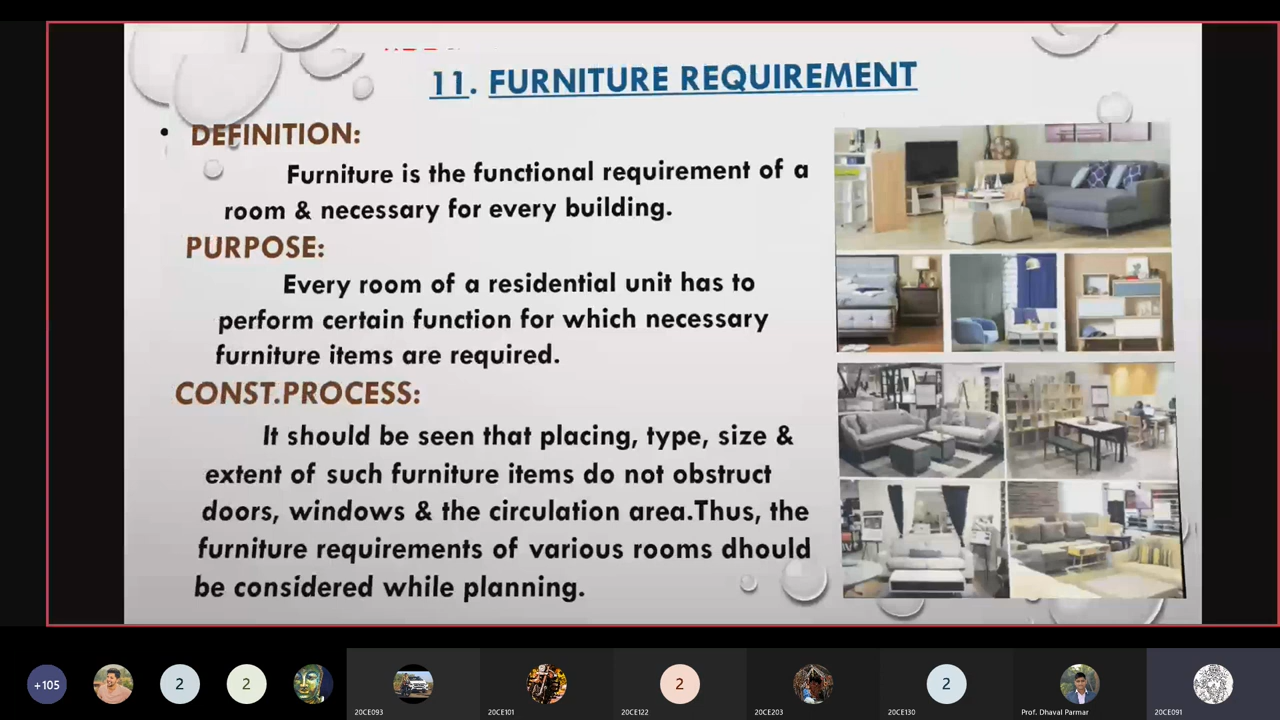 11. FURNITURE REQUIREMENT
• DEFINITION:
Furniture is the functional requirement of a
room & necessary for every building.
PURPOSE:
Every room of a residential unit has to
perform certain function for which necessary
furniture items are required.
CONST.PROCESS:
It should be seen that placing, type, size &
extent of such furniture items do not obstruct
doors, windows & the circulation area.Thus, the
furniture requirements of various rooms dhould
be considered while planning.
+105
2
2
2
2
20CE093
20CE101
20CE122
20CE203
20CE130
Prof. Dhaval Parmar
20CE091